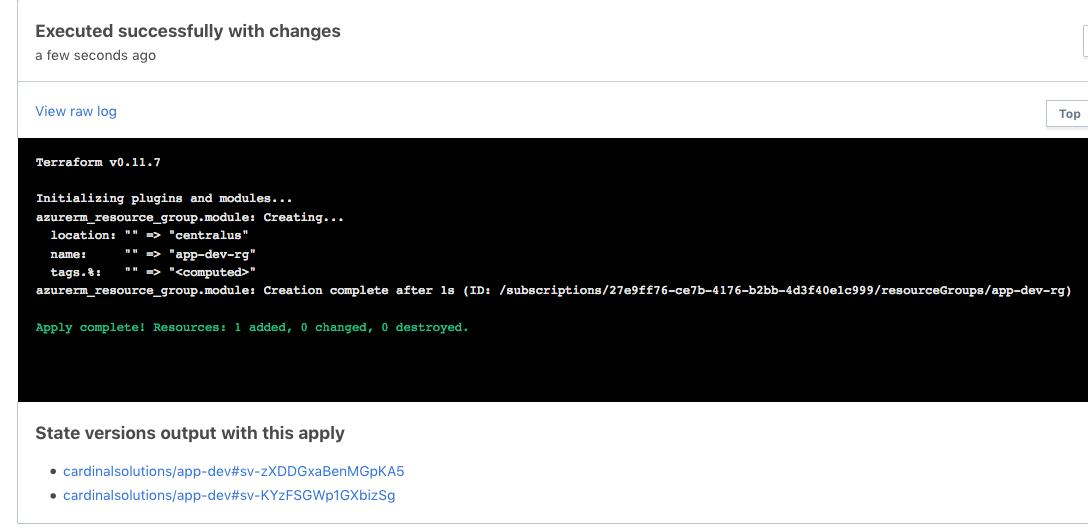 Executed successfully with changes
a few seconds ago
View raw log
Top
Terraform v0.11.7
Initializing plugins and modules...
azurerm_resource_group.module: Creating...
location: "" => "centralus"
name: "" => "app-dev-rg"
tags.%: "" => "<computed>"
azurerm_resource_group.module: Creation complete after 1s (ID: /subscriptions/27e9ff76-ce7b-4176-b2bb-4d3f40e1c999/resourceGroups/app-dev-rg)
Apply complete! Resources: 1 added, 0 changed, 0 destroyed.
State versions output with this apply
cardinalsolutions/app-dev#sv-zXDDGxaBenMGpKA5
cardinalsolutions/app-dev#sv-KYzFSGWp1GXbizSg